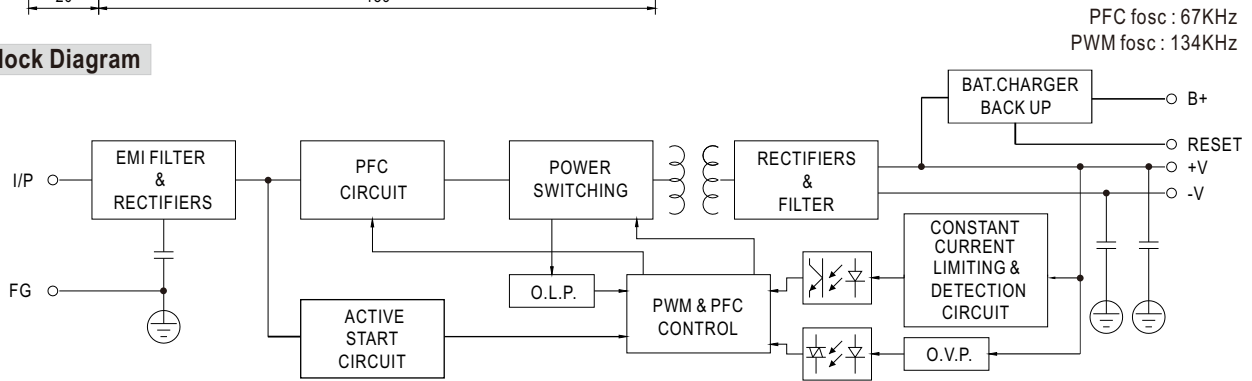 PFC fosc : 67KHz
PWM fosc : 134KHz
lock Diagram
BAT.CHARGER
BACK UP
B+
RESET
+V
-V
I/P
EMI FILTER
&
RECTIFIERS
PFC
CIRCUIT
POWER
SWITCHING
RECTIFIERS
&
FILTER
CONSTANT
CURRENT
LIMITING &
DETECTION
CIRCUIT
FG
O.L.P.
PWM & PFC
CONTROL
ACTIVE
START
CIRCUIT
O.V.P.